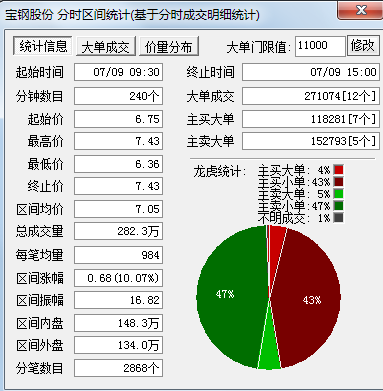 宝钢股份 分时区间统计(基于分时成交明细统计)
统计信息 大单成交 价量分布 大单门限值: 11000 修改
起始时间 07/09 09:30 终止时间 07/09 15:00
分钟数目 240个 大单成交 271074[12个]
起始价 6.75 主买大单 118281[7个]
最高价 7.43 主卖大单 152793[5个]
最低价 6.36
终止价 7.43
区间均价 7.05
总成交量 282.3万
每笔均量 984
区间涨幅 0.68(10.07%)
区间振幅 16.82
区间内盘 148.3万
区间外盘 134.0万
分笔数目 2868个
龙虎统计: 主买大单: 4%
主买小单: 43%
主卖大单: 5%
主卖小单: 47%
不明成交: 1%
47%
43%